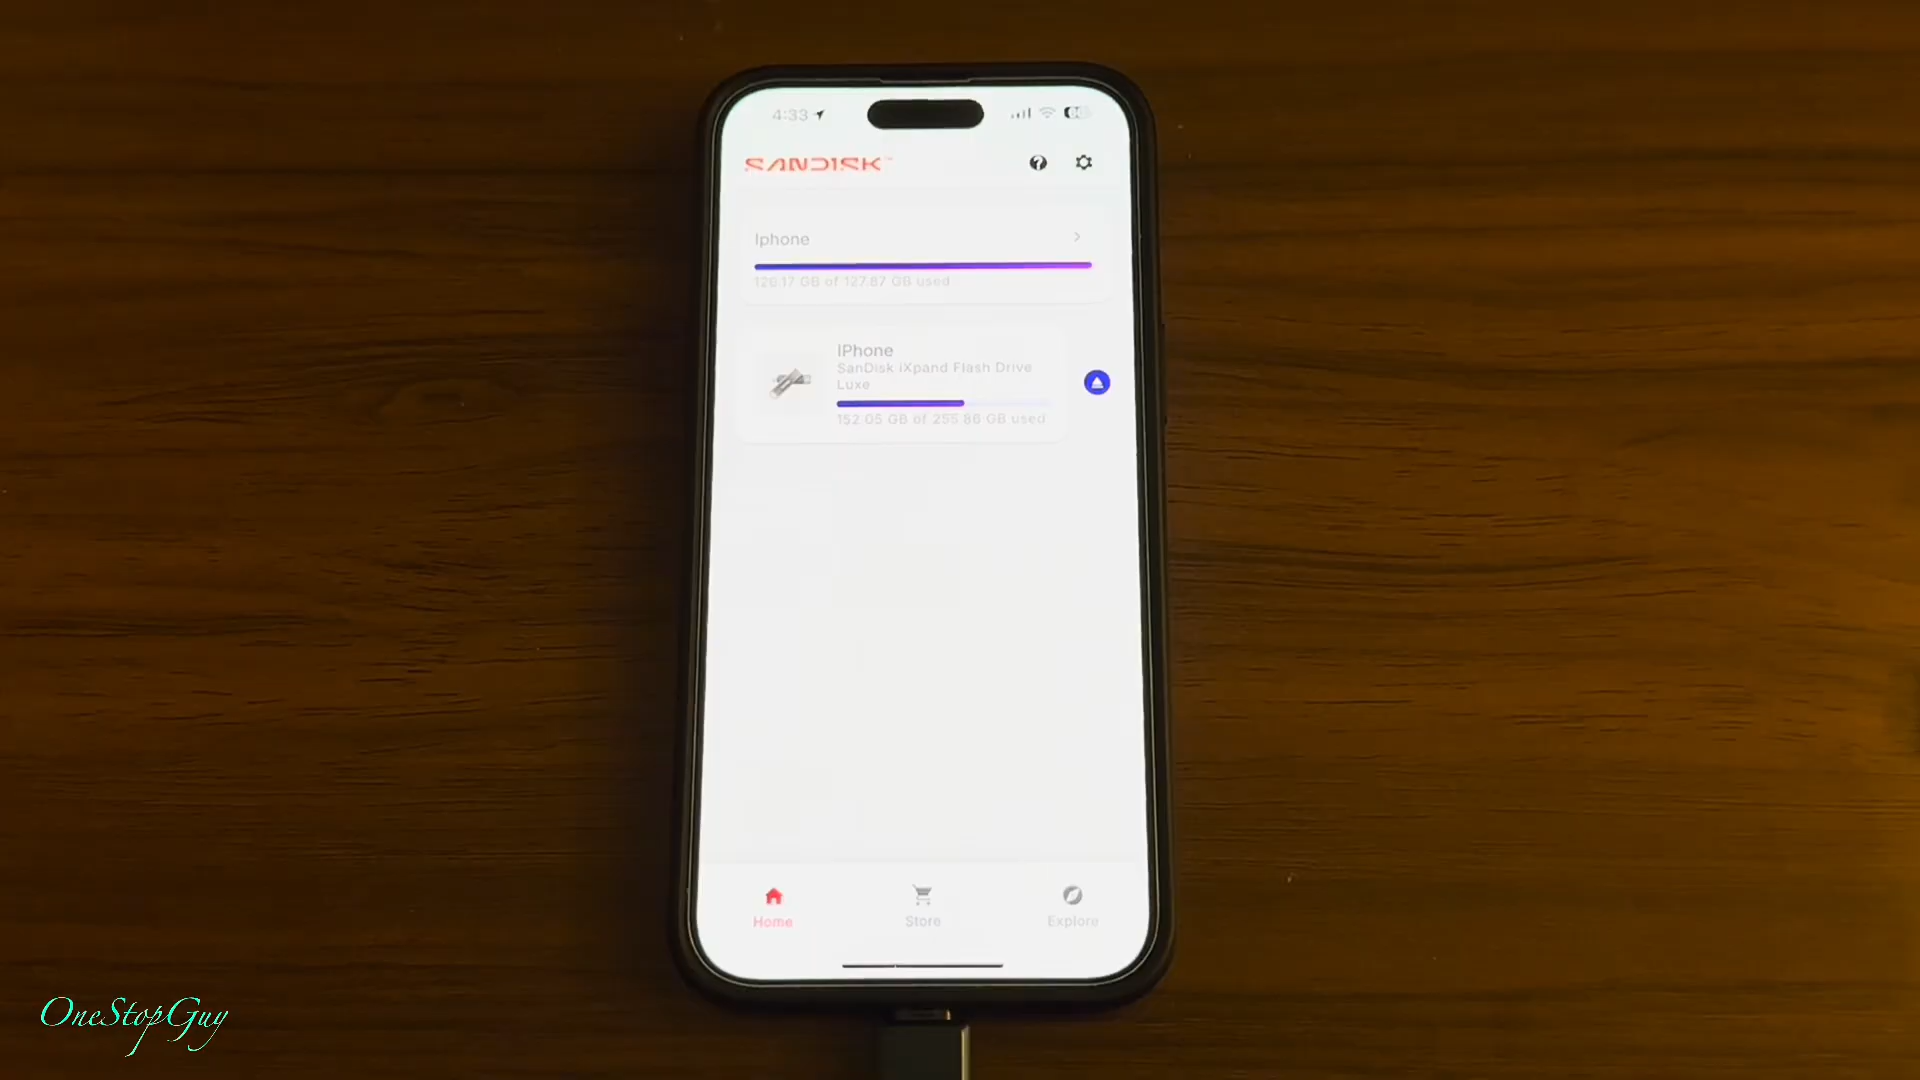 4:33
SANDISK
Iphone
126.17 GB of 127.87 GB used
IPhone
SanDisk iXpand Flash Drive
Luxe
152.05 GB of 255.86 GB used
Home
Store
Explore
OneStopGuy